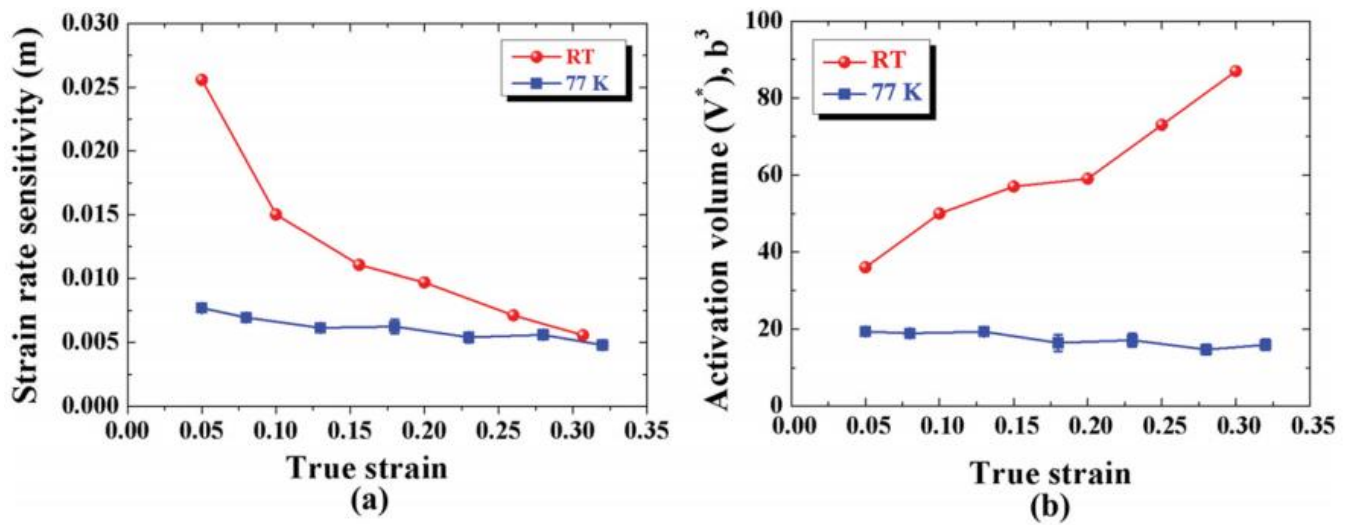 Strain rate sensitivity (m)
0.030
0.025
0.020
0.015
0.010
0.005
0.000
RT
77 K
0.00 0.05 0.10 0.15 0.20 0.25 0.30 0.35
True strain
(a)
Activation volume (V*), b³
100
80
60
40
20
0
RT
77 K
0.00 0.05 0.10 0.15 0.20 0.25 0.30 0.35
True strain
(b)